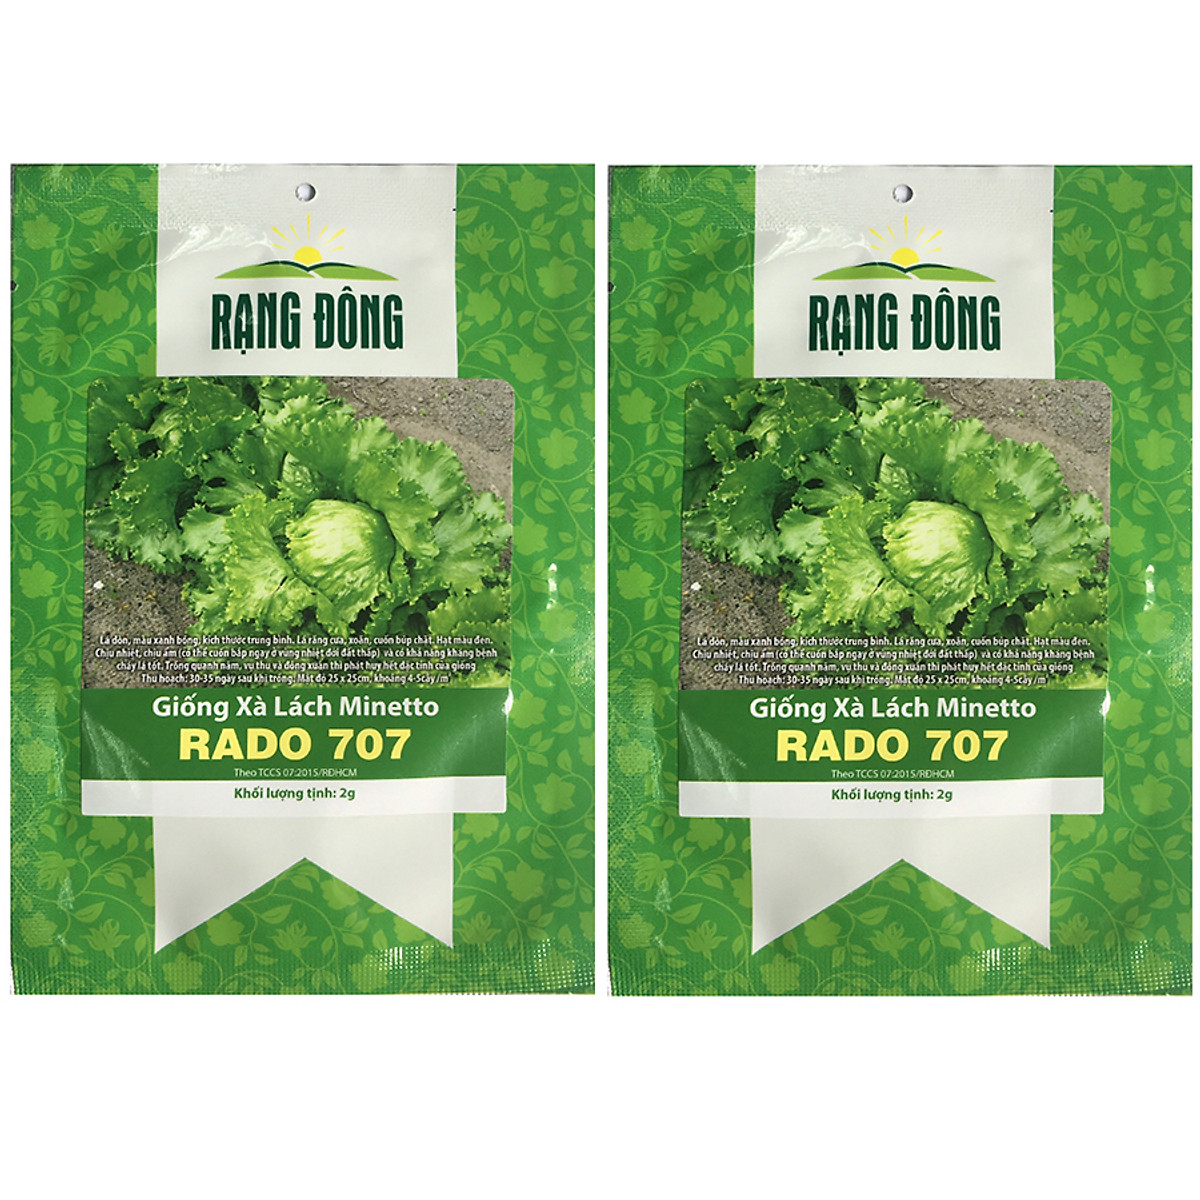 RẠNG ĐÔNG
Lá dòn, màu xanh bóng, kích thước trung bình. Lá răng cưa, xoăn, cuốn búp chặt. Hạt màu đen.
Chịu nhiệt, chịu ẩm (có thể cuốn bắp ngay ở vùng nhiệt đới đất thấp) và có khả năng kháng bệnh
cháy lá tốt. Trồng quanh năm, vụ thu và đông xuân thì phát huy hết đặc tính của giống
Thu hoạch: 30-35 ngày sau khi trồng. Mật độ 25 x 25cm, khoảng 4-5cây /m²
Giống Xà Lách Minetto
RADO 707
Theo TCCS 07:2015/RĐHCM
Khối lượng tịnh: 2g
RẠNG ĐÔNG
Lá dòn, màu xanh bóng, kích thước trung bình. Lá răng cưa, xoăn, cuốn búp chặt. Hạt màu đen.
Chịu nhiệt, chịu ẩm (có thể cuốn bắp ngay ở vùng nhiệt đới đất thấp) và có khả năng kháng bệnh
cháy lá tốt. Trồng quanh năm, vụ thu và đông xuân thì phát huy hết đặc tính của giống
Thu hoạch: 30-35 ngày sau khi trồng. Mật độ 25 x 25cm, khoảng 4-5cây /m²
Giống Xà Lách Minetto
RADO 707
Theo TCCS 07:2015/RĐHCM
Khối lượng tịnh: 2g